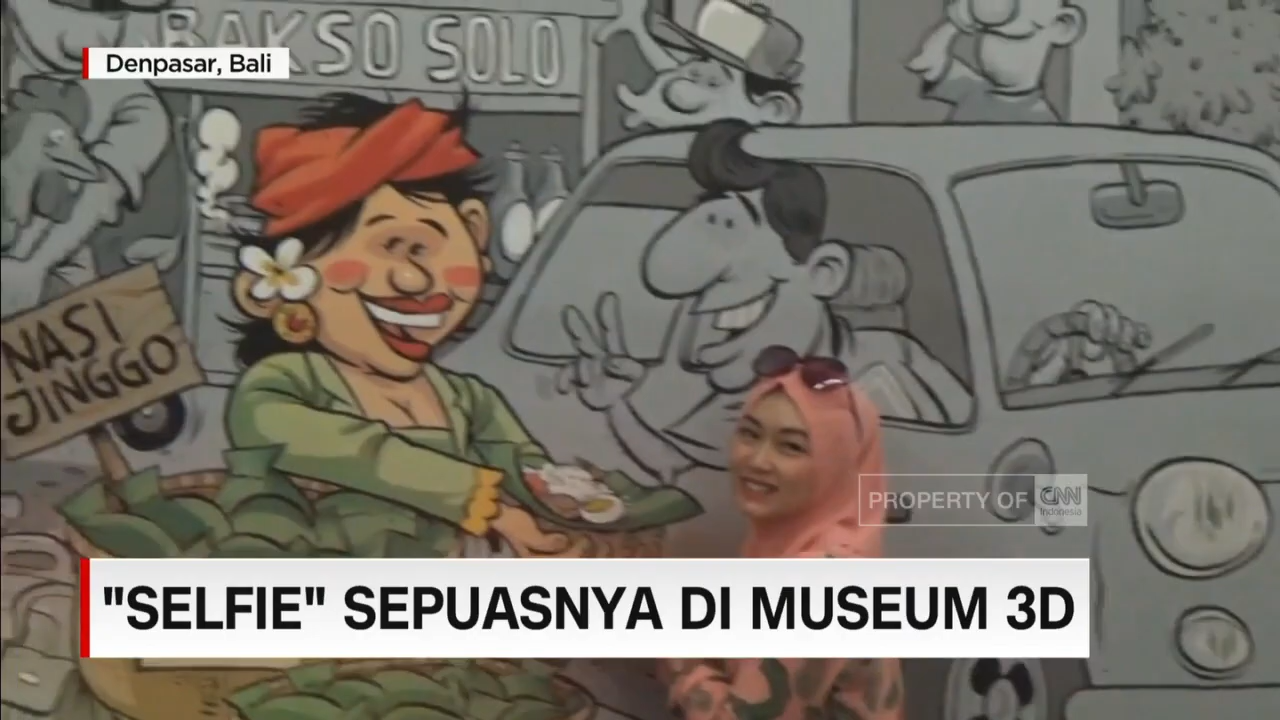 BAKSO SOLO
Denpasar, Bali
NASI
JINGGO
PROPERTY OF CNN
Indonesia
"SELFIE" SEPUASNYA DI MUSEUM 3D